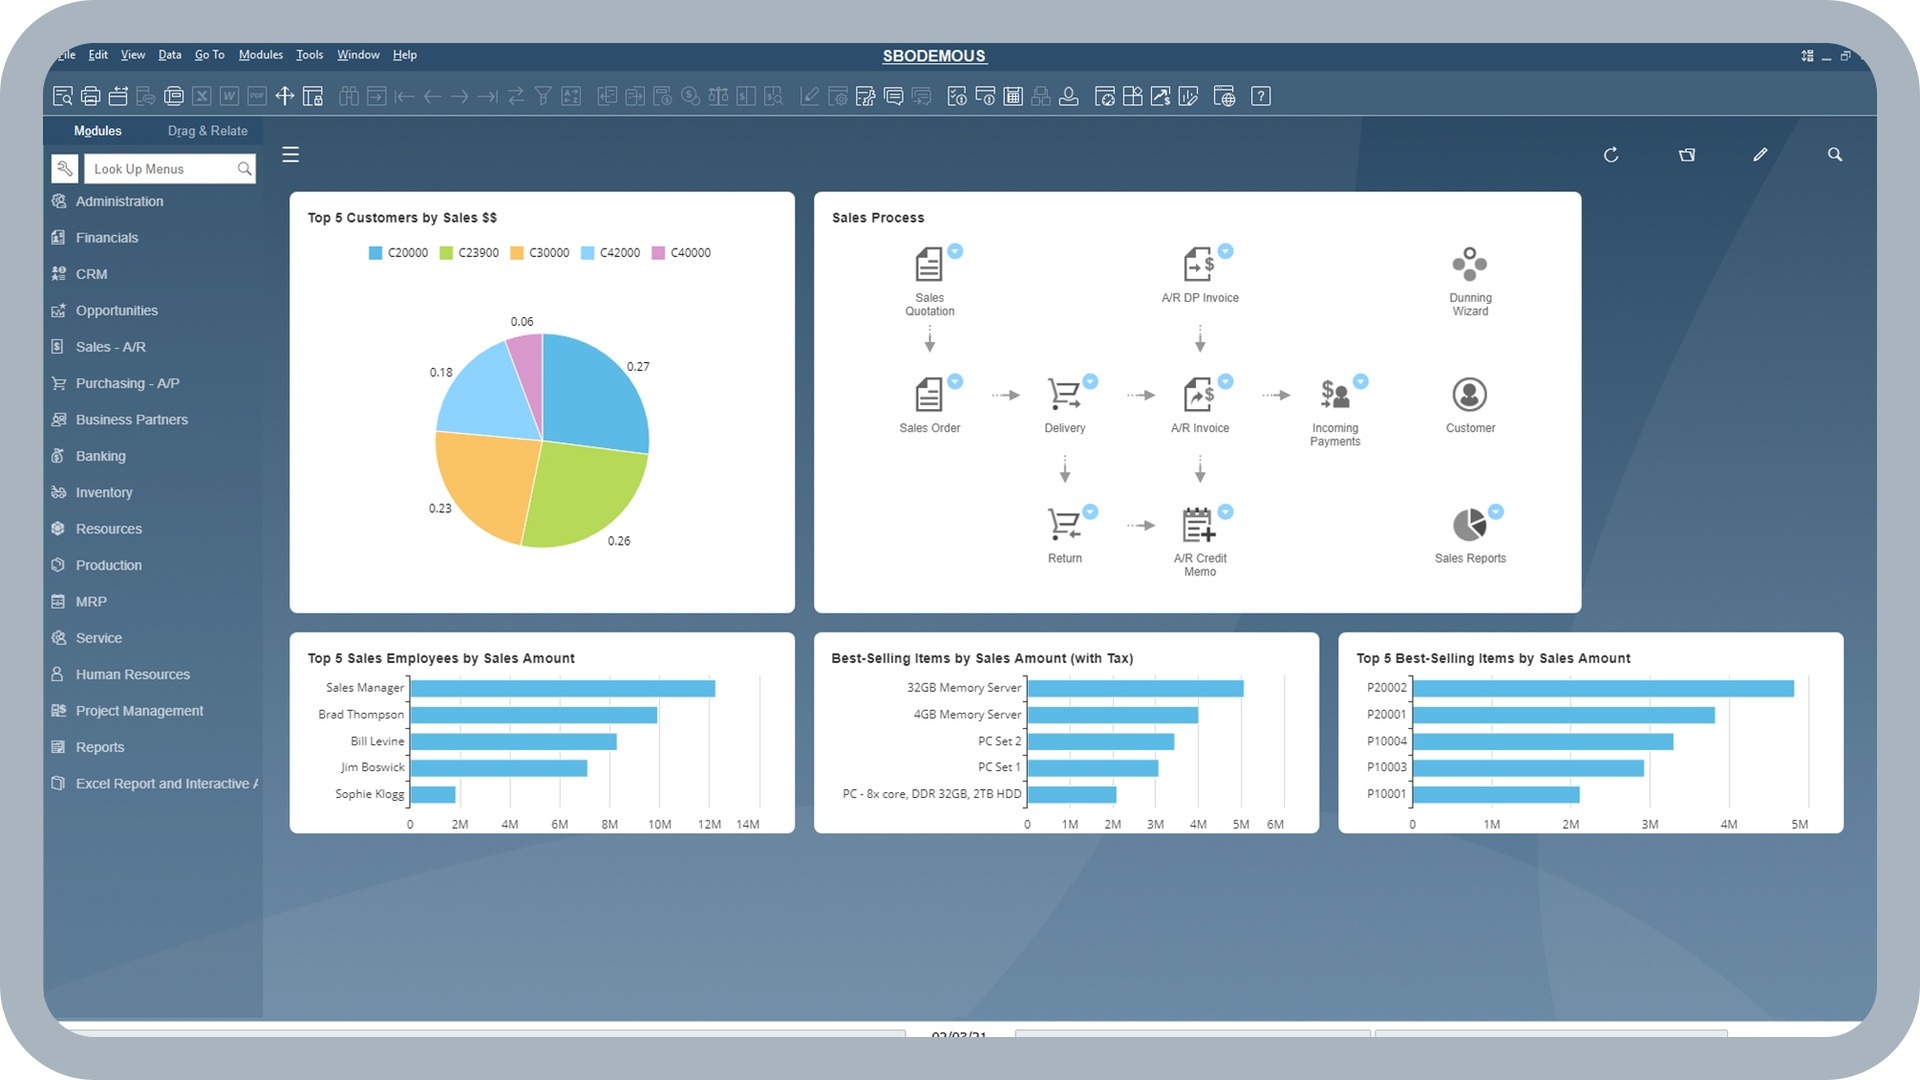 File Edit View Data Go To Modules Tools Window Help
SBODEMOUS
Modules
Drag & Relate
Look Up Menus
Administration
Financials
CRM
Opportunities
Sales - A/R
Purchasing - A/P
Business Partners
Banking
Inventory
Resources
Production
MRP
Service
Human Resources
Project Management
Reports
Excel Report and Interactive A
Top 5 Customers by Sales $$
C20000 C23900 C30000 C42000 C40000
0.06
0.27
0.18
0.23
0.26
Sales Process
Sales
Quotation
A/R DP Invoice
Dunning
Wizard
Sales Order
Delivery
A/R Invoice
Incoming
Payments
Customer
Return
A/R Credit
Memo
Sales Reports
Top 5 Sales Employees by Sales Amount
Sales Manager
Brad Thompson
Bill Levine
Jim Boswick
Sophie Klogg
0 2M 4M 6M 8M 10M 12M 14M
Best-Selling Items by Sales Amount (with Tax)
32GB Memory Server
4GB Memory Server
PC Set 2
PC Set 1
PC - 8x core, DDR 32GB, 2TB HDD
0 1M 2M 3M 4M 5M 6M
Top 5 Best-Selling Items by Sales Amount
P20002
P20001
P10004
P10003
P10001
0 1M 2M 3M 4M 5M